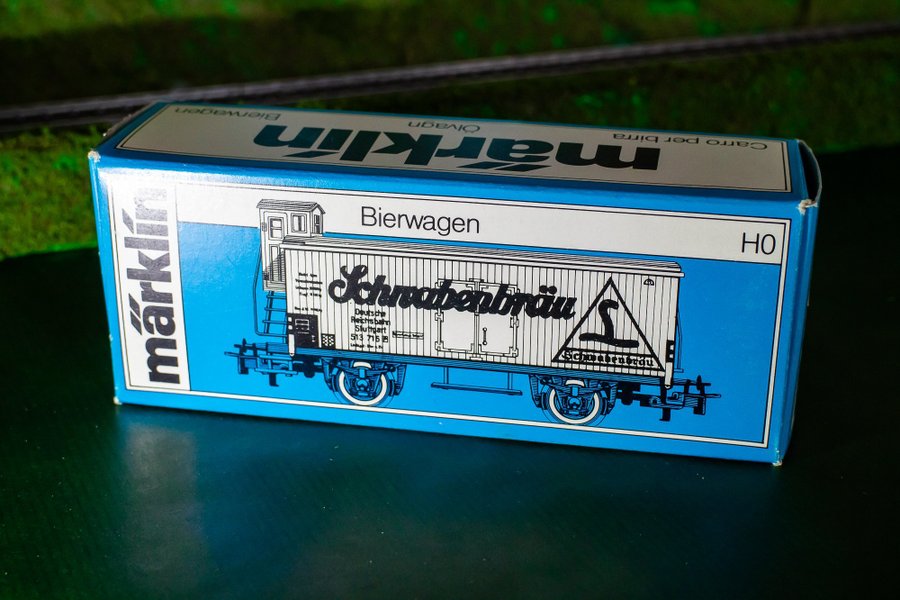 Carro per birra
Ölvagn
Bierwagen
märklin
märklin
Bierwagen
H0
Schwabenbräu
Deutsche
Reichsbahn
Stuttgart
S
Schwabenbräu